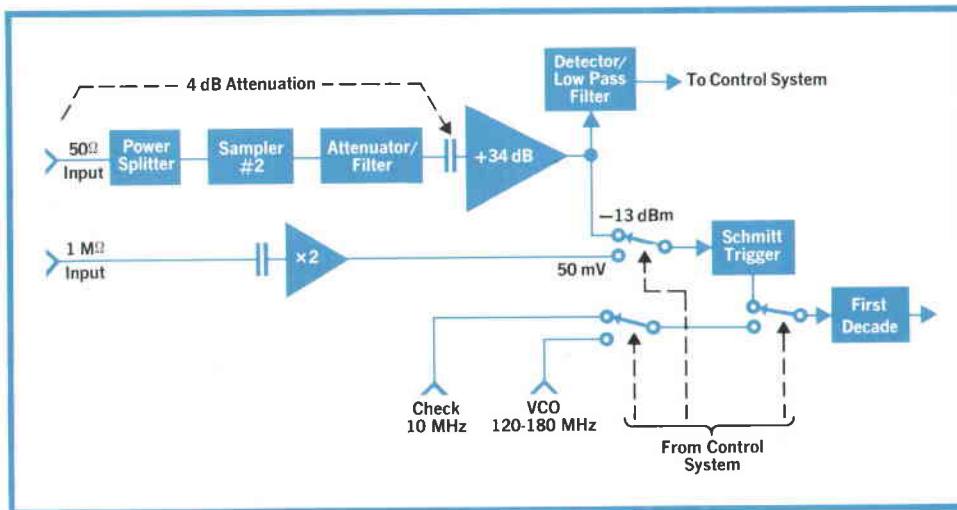 4 dB Attenuation
Detector/
Low Pass
Filter
To Control System
50Ω
Input
Power
Splitter
Sampler
#2
Attenuator/
Filter
+34 dB
−13 dBm
1 MΩ
Input
×2
50 mV
Schmitt
Trigger
First
Decade
Check
10 MHz
VCO
120-180 MHz
From Control
System